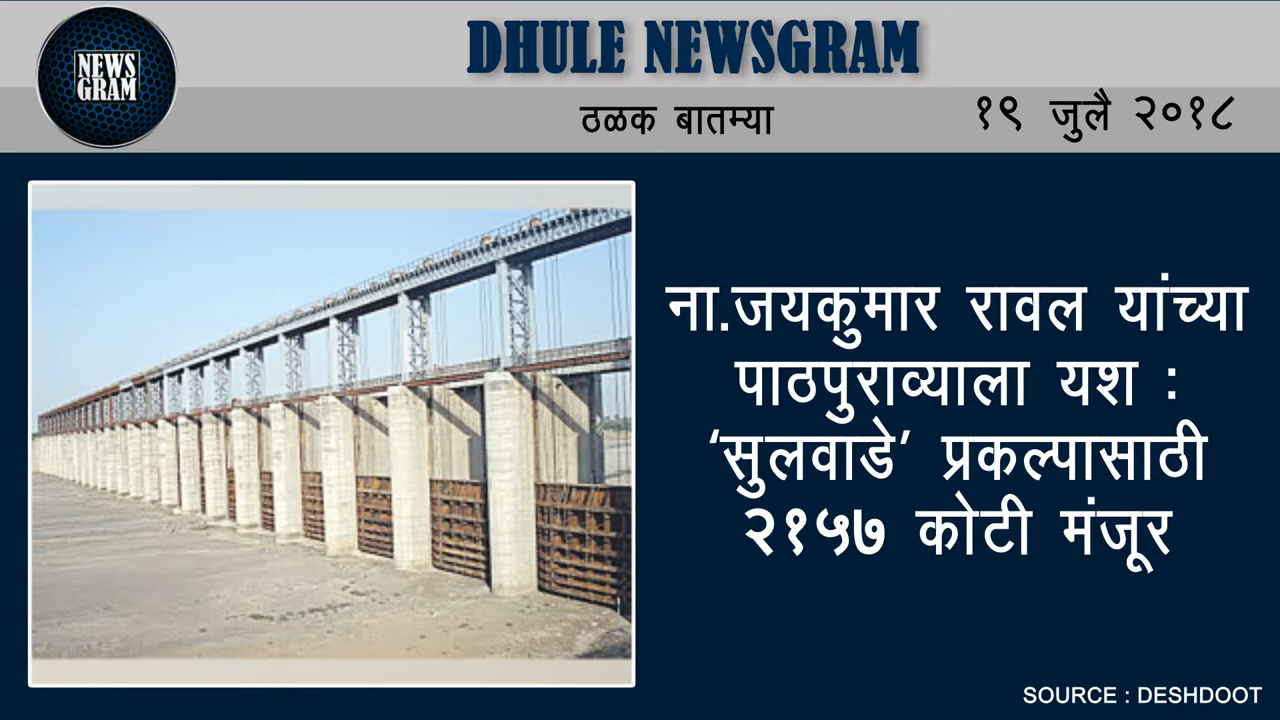 NEWS
GRAM
DHULE NEWSGRAM
ठळक बातम्या
१९ जुलै २०१८
ना.जयकुमार रावल यांच्या
पाठपुराव्याला यश :
‘सुलवाडे’ प्रकल्पासाठी
२१५७ कोटी मंजूर
SOURCE : DESHDOOT